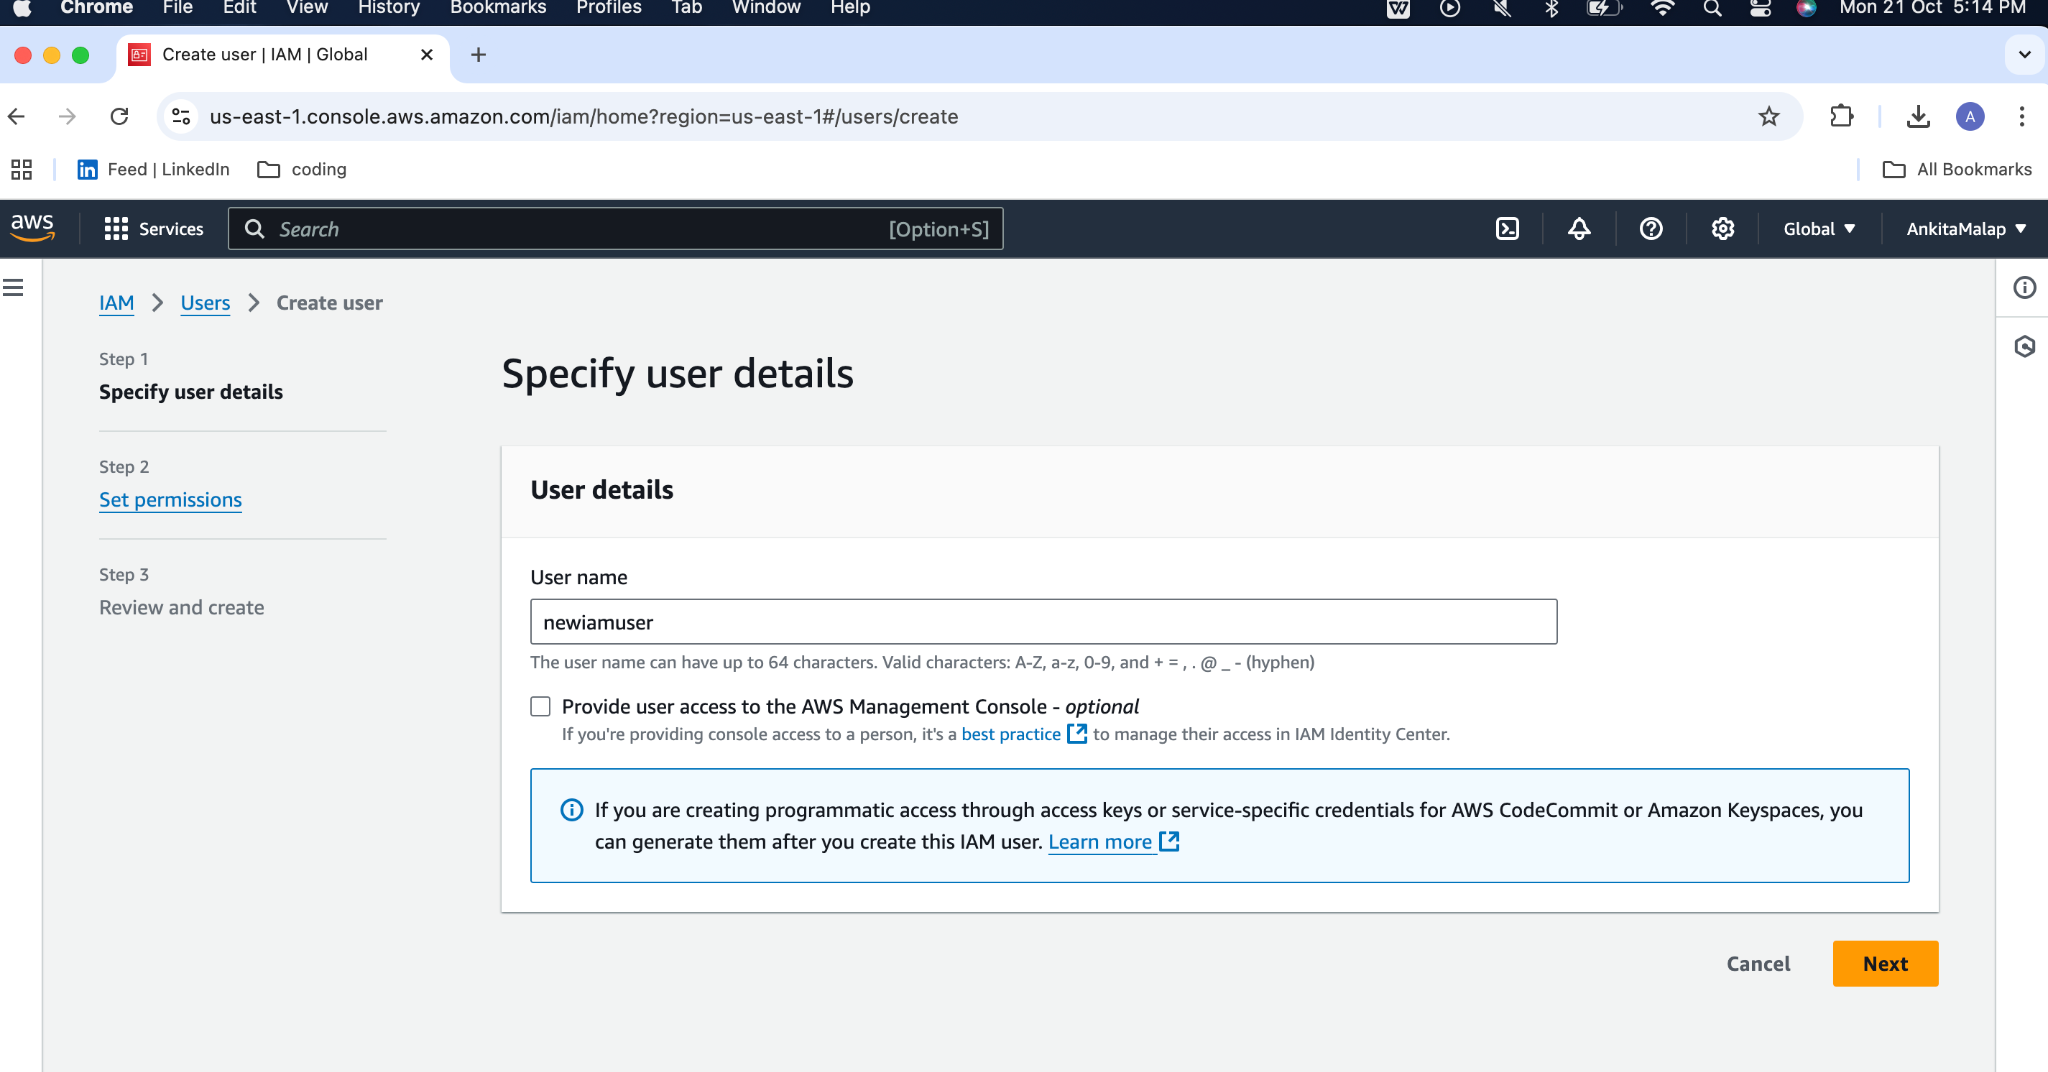 Chrome File Edit View History Bookmarks Profiles Tab Window Help Mon 21 Oct 5:14 PM
Create user | IAM | Global
us-east-1.console.aws.amazon.com/iam/home?region=us-east-1#/users/create A
in Feed | LinkedIn coding All Bookmarks
aws Services Search [Option+S] Global AnkitaMalap
IAM > Users > Create user
Step 1
Specify user details
Step 2
Set permissions
Step 3
Review and create
Specify user details
User details
User name
newiamuser
The user name can have up to 64 characters. Valid characters: A-Z, a-z, 0-9, and + = , . @ _ - (hyphen)
Provide user access to the AWS Management Console - optional
If you're providing console access to a person, it's a best practice to manage their access in IAM Identity Center.
If you are creating programmatic access through access keys or service-specific credentials for AWS CodeCommit or Amazon Keyspaces, you
can generate them after you create this IAM user. Learn more
Cancel Next